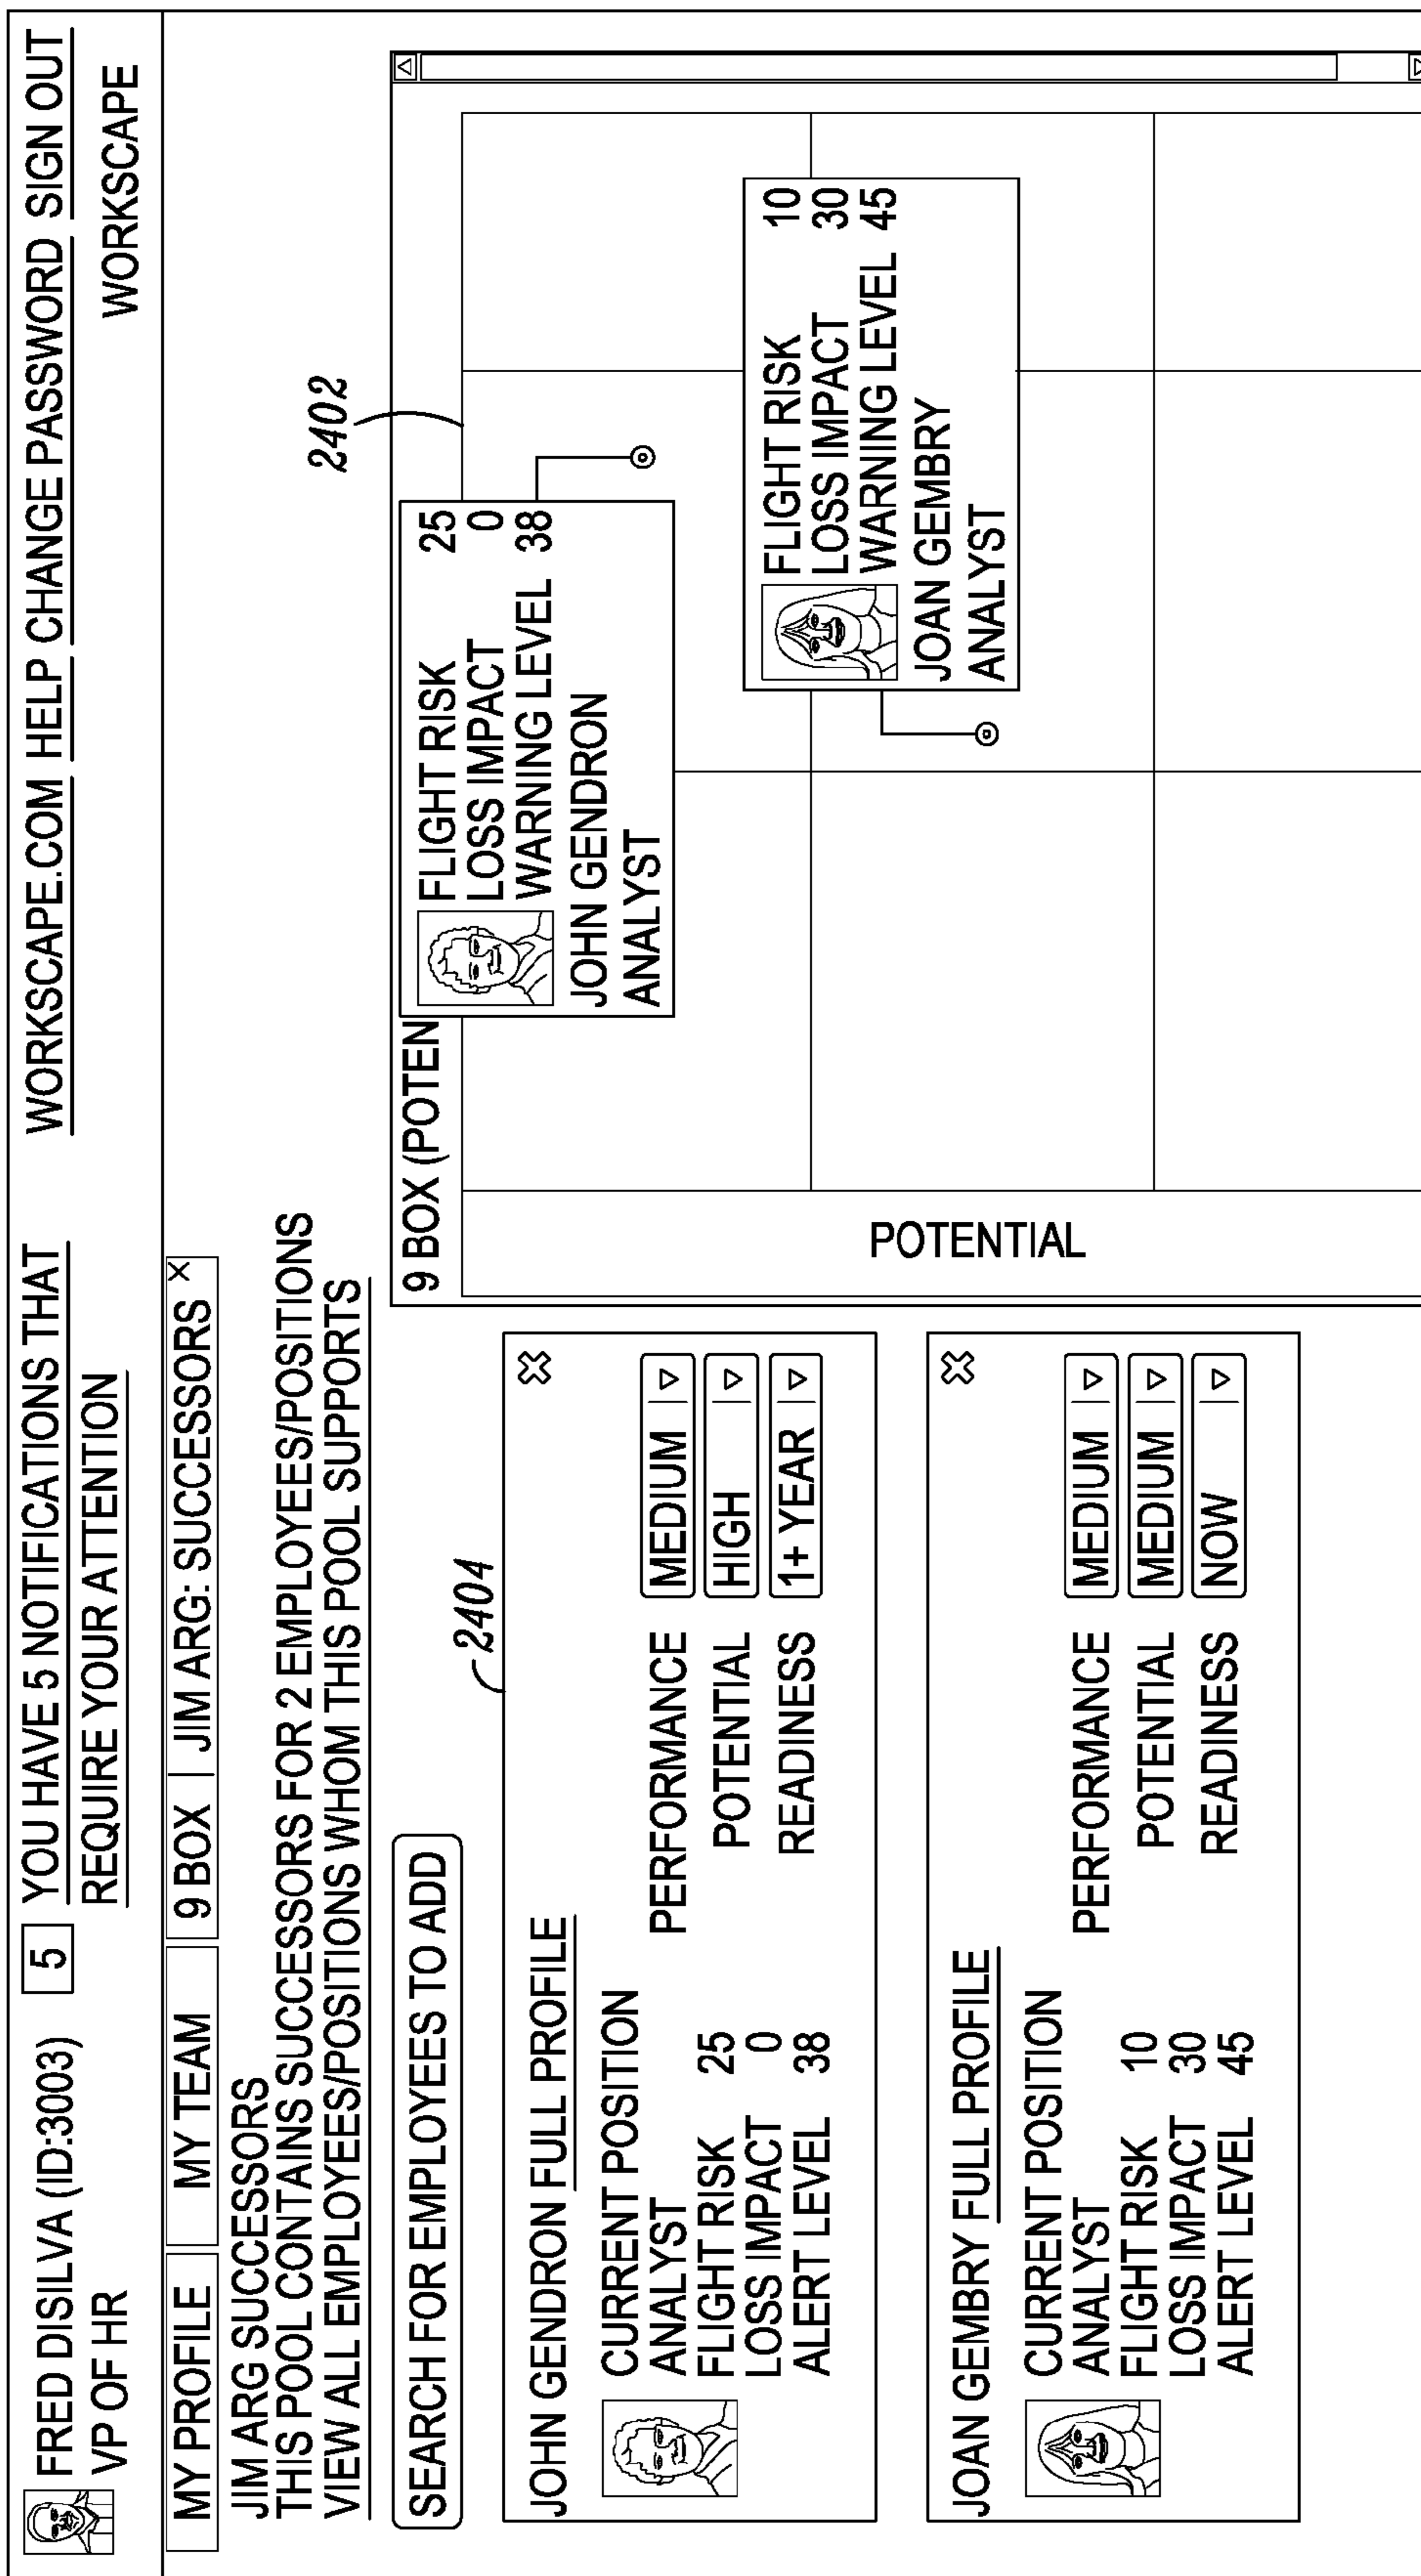 FRED DISILVA (ID:3003)
VP OF HR
5
YOU HAVE 5 NOTIFICATIONS THAT
REQUIRE YOUR ATTENTION
WORKSCAPE.COM HELP CHANGE PASSWORD SIGN OUT
WORKSCAPE
MY PROFILE
MY TEAM
9 BOX | JIM ARG: SUCCESSORS X
JIM ARG SUCCESSORS
THIS POOL CONTAINS SUCCESSORS FOR 2 EMPLOYEES/POSITIONS
VIEW ALL EMPLOYEES/POSITIONS WHOM THIS POOL SUPPORTS
SEARCH FOR EMPLOYEES TO ADD
2404
JOHN GENDRON FULL PROFILE
CURRENT POSITION
ANALYST
FLIGHT RISK 25
LOSS IMPACT 0
ALERT LEVEL 38
PERFORMANCE MEDIUM
POTENTIAL HIGH
READINESS 1+ YEAR
JOAN GEMBRY FULL PROFILE
CURRENT POSITION
ANALYST
FLIGHT RISK 10
LOSS IMPACT 30
ALERT LEVEL 45
PERFORMANCE MEDIUM
POTENTIAL MEDIUM
READINESS NOW
2402
9 BOX (POTEN
POTENTIAL
FLIGHT RISK 25
LOSS IMPACT 0
WARNING LEVEL 38
JOHN GENDRON
ANALYST
FLIGHT RISK 10
LOSS IMPACT 30
WARNING LEVEL 45
JOAN GEMBRY
ANALYST